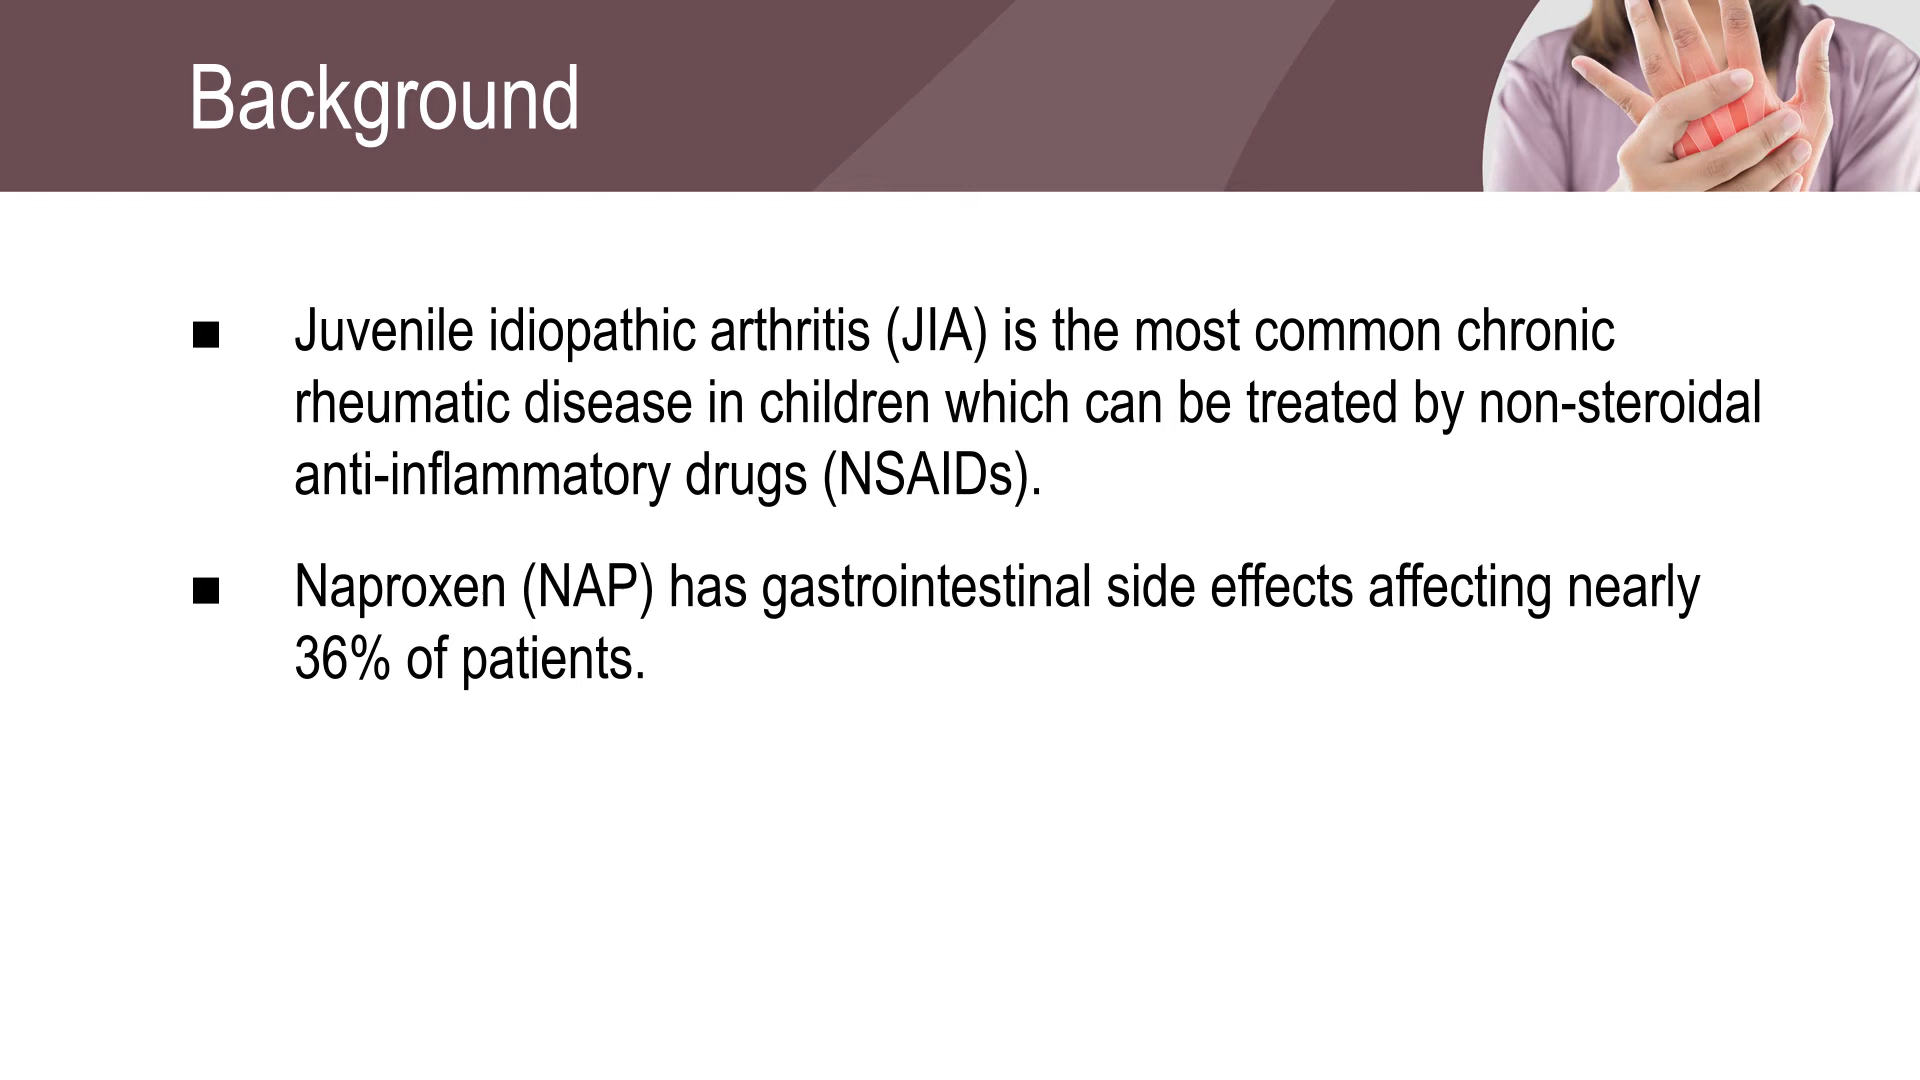 Background
■ Juvenile idiopathic arthritis (JIA) is the most common chronic
rheumatic disease in children which can be treated by non-steroidal
anti-inflammatory drugs (NSAIDs).
■ Naproxen (NAP) has gastrointestinal side effects affecting nearly
36% of patients.